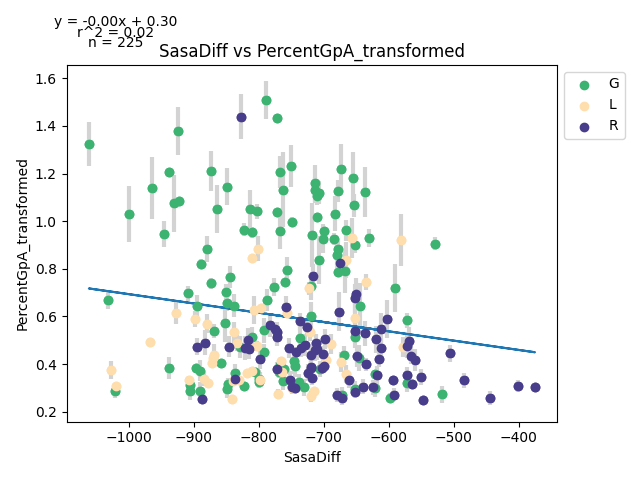 y = -0.00x + 0.30
r^2 = 0.02
n = 225
SasaDiff vs PercentGpA_transformed
1.6
1.4
1.2
1.0
0.8
0.6
0.4
0.2
PercentGpA_transformed
−1000
−900
−800
−700
−600
−500
−400
SasaDiff
G
L
R